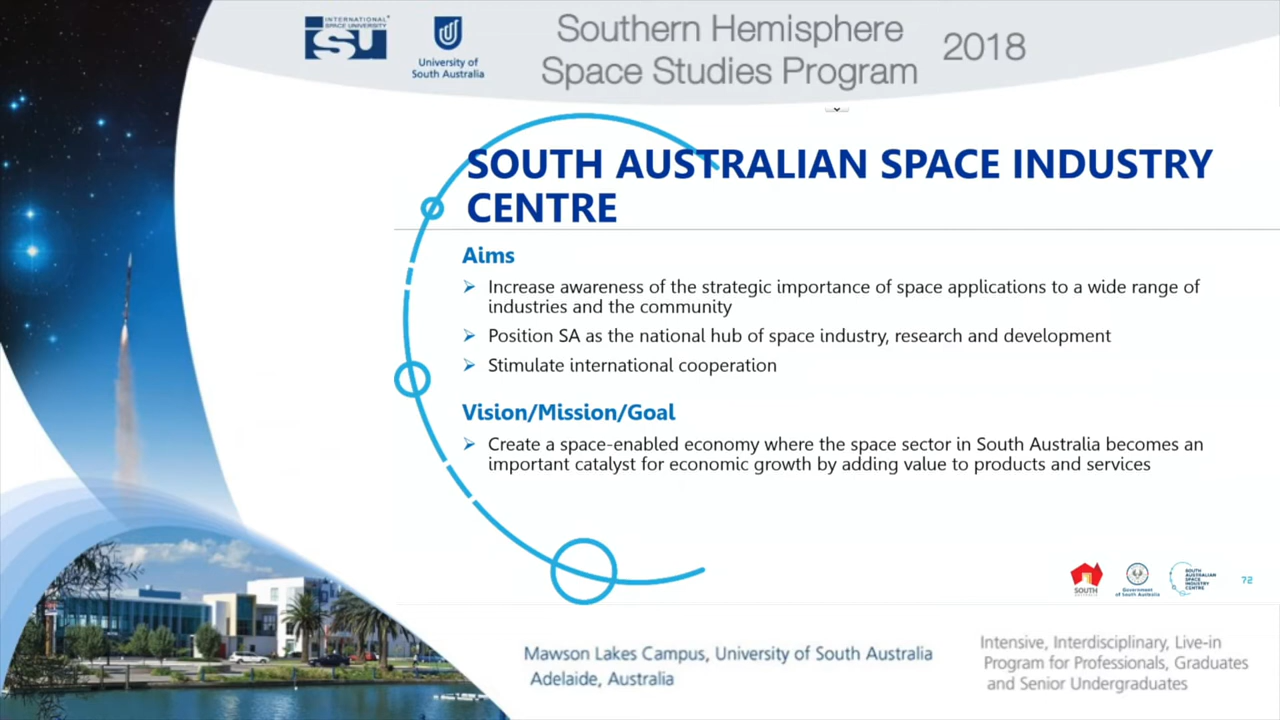 INTERNATIONAL
SPACE UNIVERSITY
ISU
University of
South Australia
Southern Hemisphere
Space Studies Program
2018
SOUTH AUSTRALIAN SPACE INDUSTRY
CENTRE
Aims
Increase awareness of the strategic importance of space applications to a wide range of
industries and the community
Position SA as the national hub of space industry, research and development
Stimulate international cooperation
Vision/Mission/Goal
Create a space-enabled economy where the space sector in South Australia becomes an
important catalyst for economic growth by adding value to products and services
SOUTH
AUSTRALIA
Government
of South Australia
SOUTH
AUSTRALIAN
SPACE
INDUSTRY
CENTRE
72
Mawson Lakes Campus, University of South Australia
Adelaide, Australia
Intensive, Interdisciplinary, Live-in
Program for Professionals, Graduates
and Senior Undergraduates